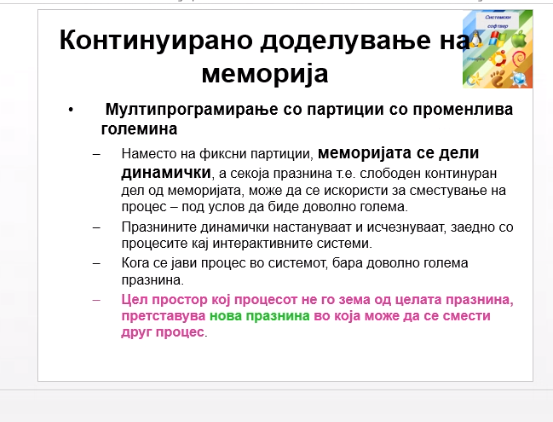 Системски
софтвер
Континуирано доделување на
меморија
• Мултипрограмирање со партиции со променлива
големина
– Наместо на фиксни партиции, меморијата се дели
динамички, а секоја празнина т.е. слободен континуран
дел од меморијата, може да се искористи за сместување на
процес – под услов да биде доволно голема.
– Празнините динамички настануваат и исчезнуваат, заедно со
процесите кај интерактивните системи.
– Кога се јави процес во системот, бара доволно голема
празнина.
– Цел простор кој процесот не го зема од целата празнина,
претставува нова празнина во која може да се смести
друг процес.